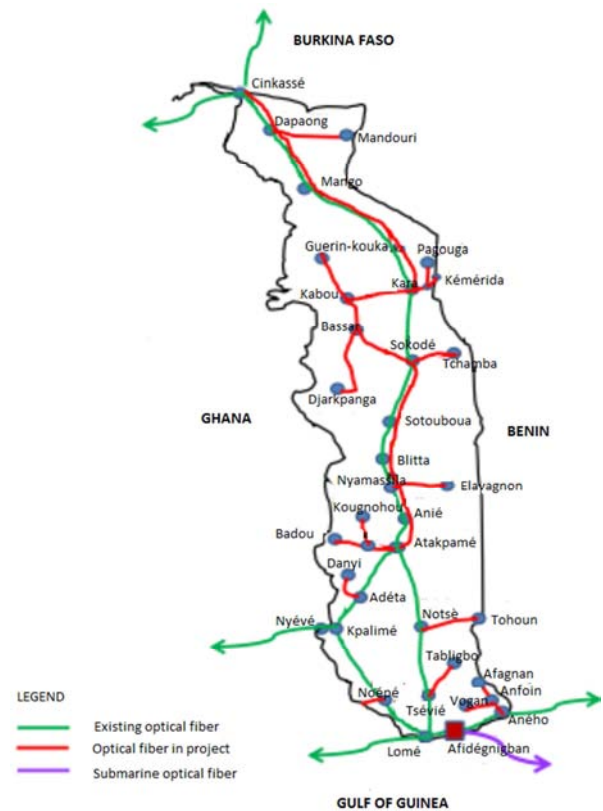 BURKINA FASO
Cinkassé
Dapaong
Mandouri
Mango
Guerin-kouka
Pagouga
Kémérida
Kara
Kabou
Bassar
Sokodé
Tchamba
Djarkpanga
GHANA
Sotouboua
BENIN
Blitta
Nyamassila
Elavagnon
Kougnohou
Anié
Badou
Atakpamé
Danyi
Adéta
Nyévé
Kpalimé
Notsè
Tohoun
Tabligbo
Afagnan
LEGEND
Noépé
Vogan
Anfoin
Tsévié
Aného
Existing optical fiber
Optical fiber in project
Lomé
Afidégnigban
Submarine optical fiber
GULF OF GUINEA